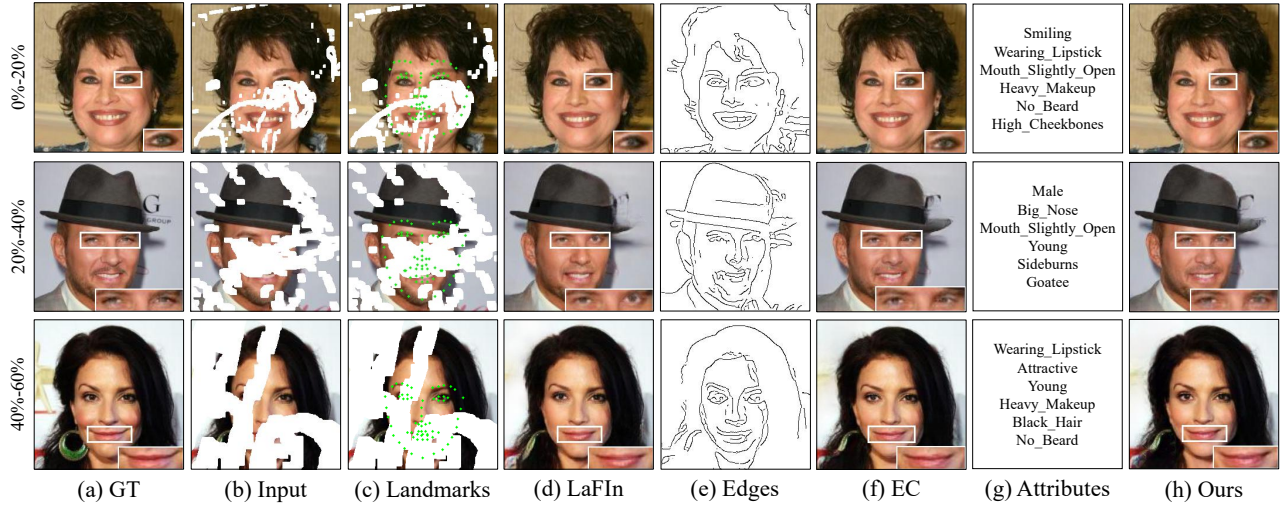 0%-20%
Smiling
Wearing_Lipstick
Mouth_Slightly_Open
Heavy_Makeup
No_Beard
High_Cheekbones
20%-40%
G
GROUP
Male
Big_Nose
Mouth_Slightly_Open
Young
Sideburns
Goatee
40%-60%
Wearing_Lipstick
Attractive
Young
Heavy_Makeup
Black_Hair
No_Beard
(a) GT (b) Input (c) Landmarks (d) LaFIn (e) Edges (f) EC (g) Attributes (h) Ours